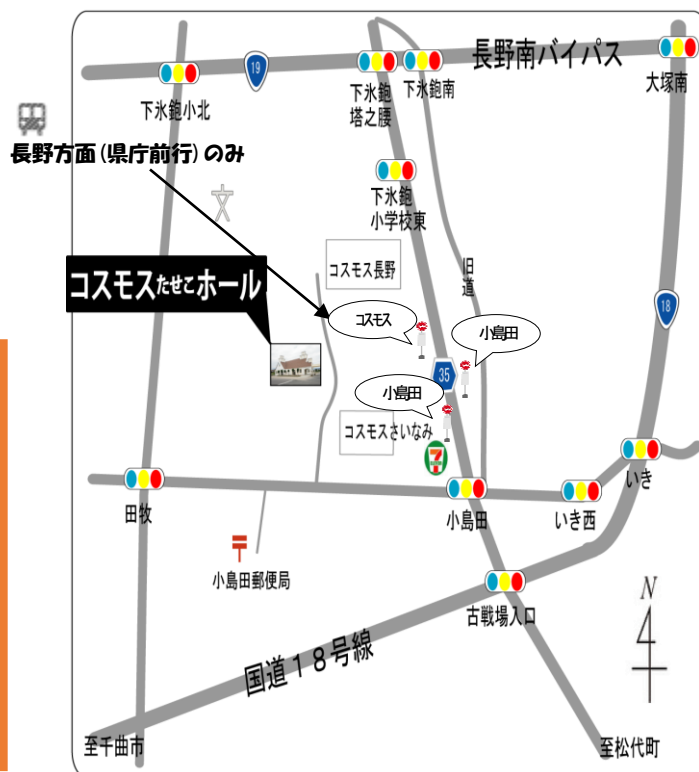 長野南バイパス
19
大塚南
下氷鉋小北
下氷鉋
塔之腰
下氷鉋南
長野方面(県庁前行)のみ
下氷鉋
小学校東
文
コスモス長野
旧道
コスモスたせこホール
コスモス
小島田
18
35
小島田
コスモスさいなみ
7
田牧
小島田
いき西
いき
小島田郵便局
古戦場入口
N
国道18号線
至千曲市
至松代町